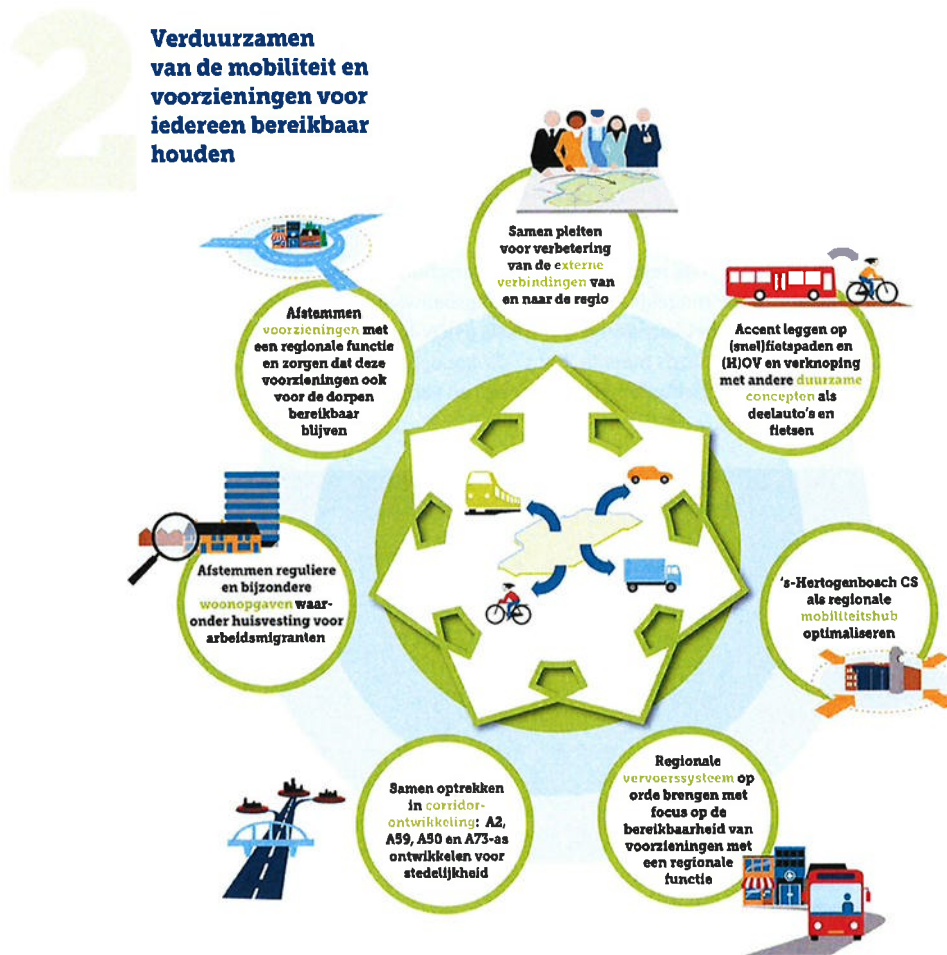 2
Verduurzamen
van de mobiliteit en
voorzieningen voor
iedereen bereikbaar
houden
Samen pleiten
voor verbetering
van de externe
verbindingen van
en naar de regio
Accent leggen op
(snel)fietspaden en
(H)OV en verknoping
met andere duurzame
concepten als
deelauto's en
fietsen
's-Hertogenbosch CS
als regionale
mobiliteitshub
optimaliseren
Regionale
vervoerssysteem op
orde brengen met
focus op de
bereikbaarheid van
voorzieningen met
een regionale
functie
Samen optrekken
in corridor-
ontwikkeling: A2,
A59, A50 en A73-as
ontwikkelen voor
stedelijkheid
Afstemmen reguliere
en bijzondere
woonopgaven waar-
onder huisvesting voor
arbeidsmigranten
Afstemmen
voorzieningen met
een regionale functie
en zorgen dat deze
voorzieningen ook
voor de dorpen
bereikbaar
blijven